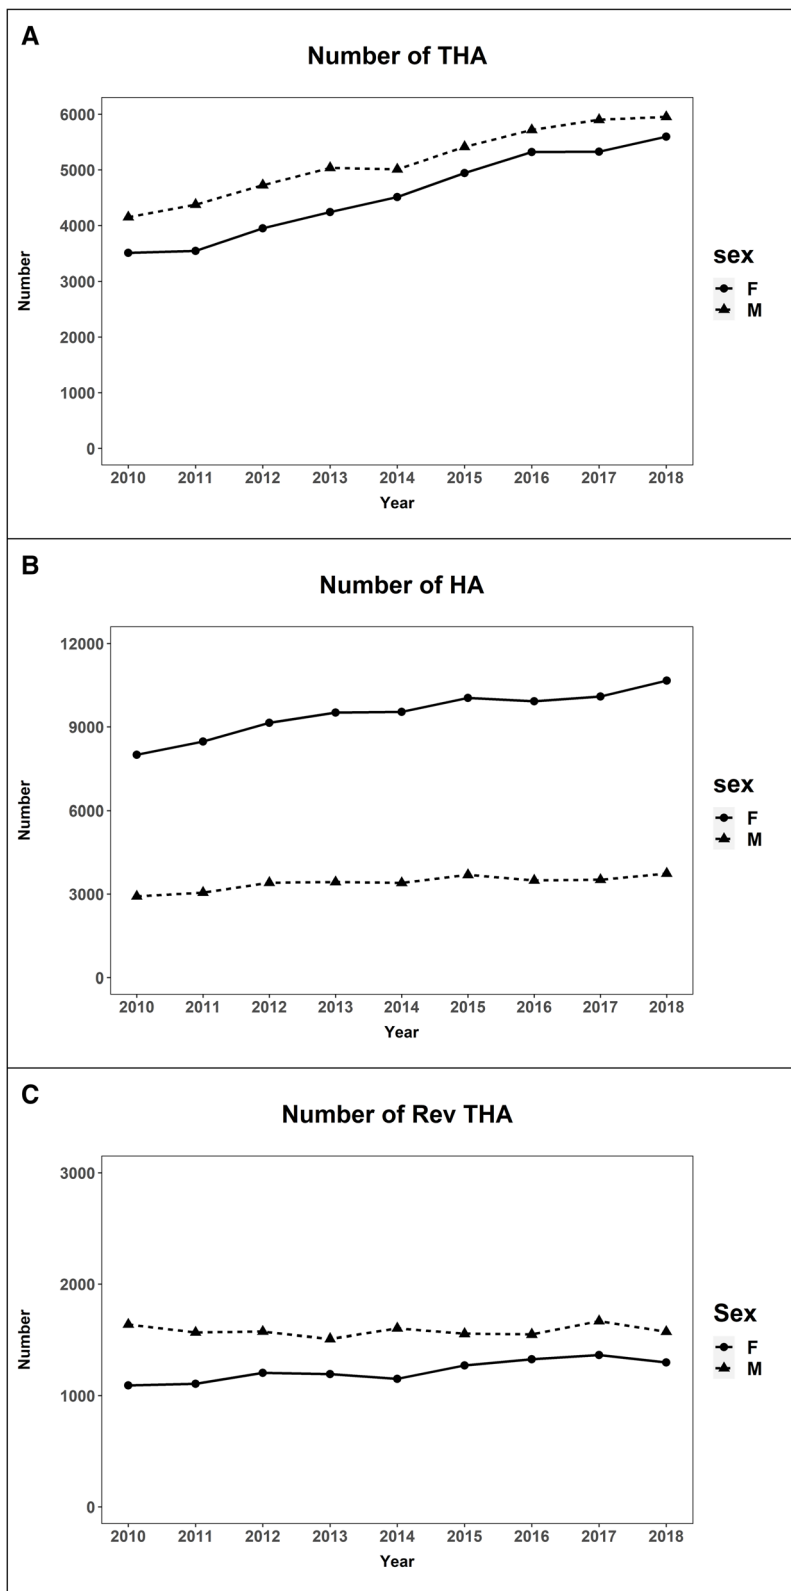 A
Number of THA
6000
5000
4000
3000
2000
1000
0
Number
2010 2011 2012 2013 2014 2015 2016 2017 2018
Year
sex
F
M
B
Number of HA
12000
9000
6000
3000
0
Number
2010 2011 2012 2013 2014 2015 2016 2017 2018
Year
sex
F
M
C
Number of Rev THA
3000
2000
1000
0
Number
2010 2011 2012 2013 2014 2015 2016 2017 2018
Year
Sex
F
M